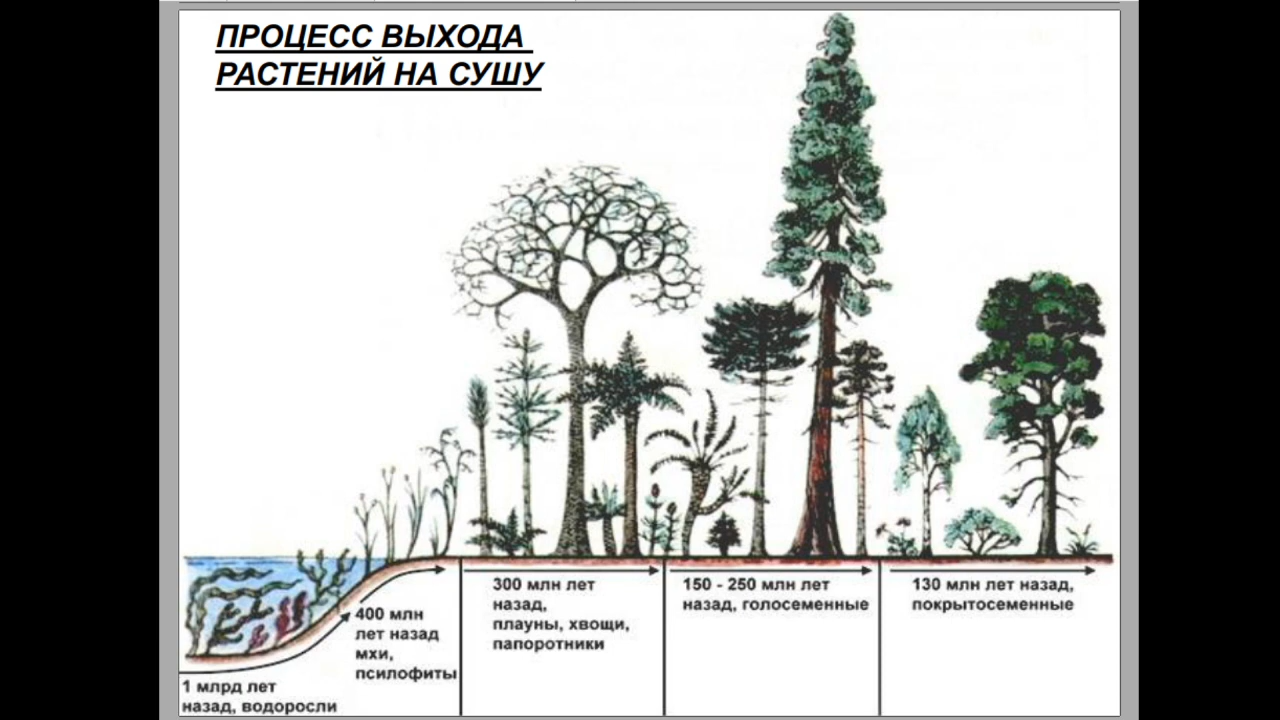 ПРОЦЕСС ВЫХОДА
РАСТЕНИЙ НА СУШУ
1 млрд лет
назад, водоросли
400 млн
лет назад
мхи,
псилофиты
300 млн лет
назад,
плауны, хвощи,
папоротники
150 - 250 млн лет
назад, голосеменные
130 млн лет назад,
покрытосеменные